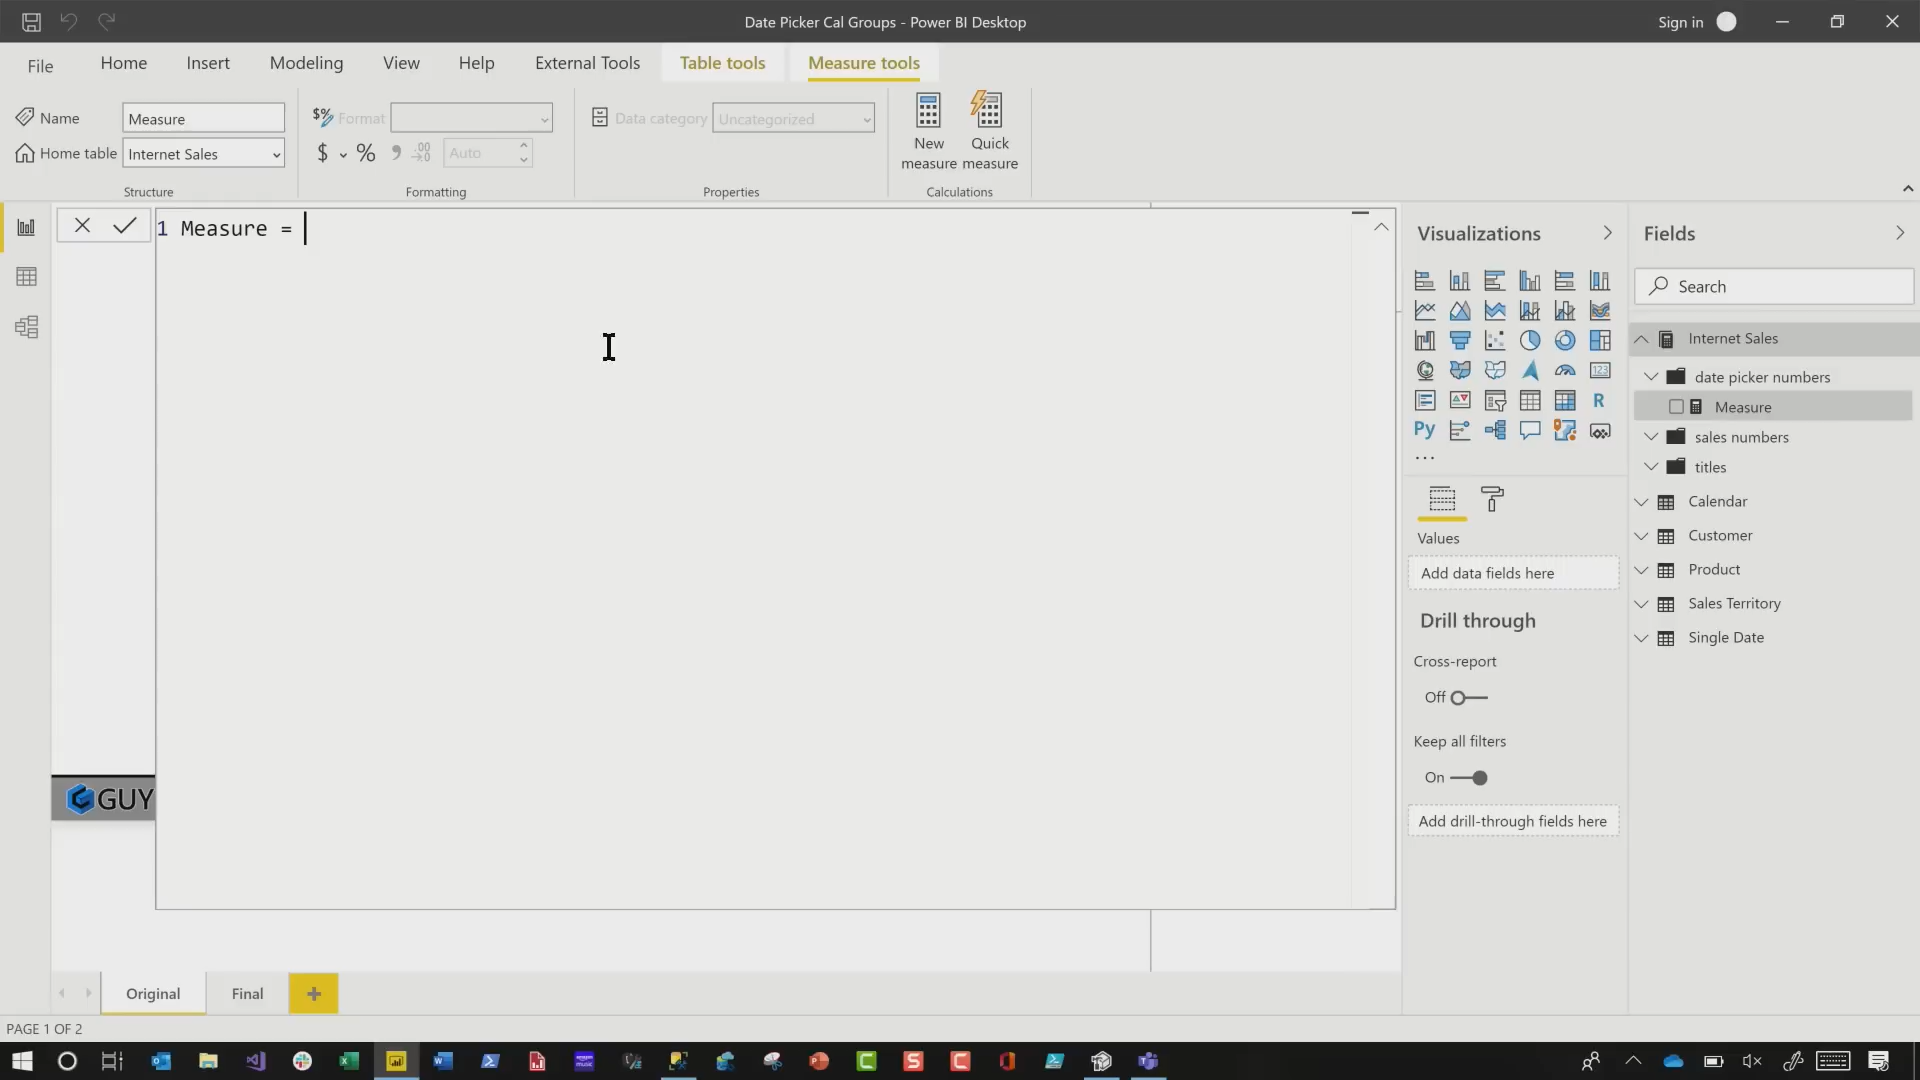 Date Picker Cal Groups - Power BI Desktop
Sign in
File
Home
Insert
Modeling
View
Help
External Tools
Table tools
Measure tools
Name
Measure
Home table
Internet Sales
Structure
$%
Format
$
%
.00
→.0
Auto
Formatting
Data category
Uncategorized
Properties
New measure
Quick measure
Calculations
1 Measure =
GUY
Visualizations
123
R
Py
...
Values
Add data fields here
Drill through
Cross-report
Off
Keep all filters
On
Add drill-through fields here
Fields
Search
Internet Sales
date picker numbers
Measure
sales numbers
titles
Calendar
Customer
Product
Sales Territory
Single Date
Original
Final
+
PAGE 1 OF 2